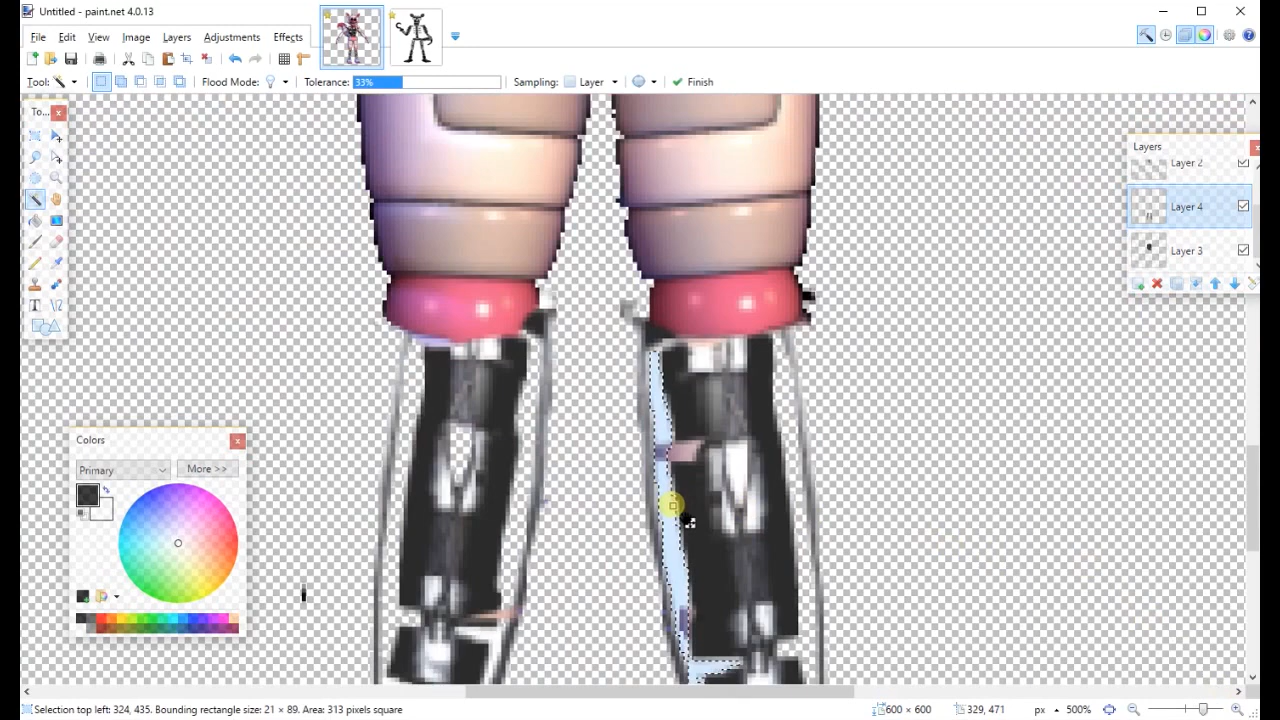 Untitled - paint.net 4.0.13
File Edit View Image Layers Adjustments Effects
Tool: Flood Mode: Tolerance: 33% Sampling: Layer Finish
To...
Layers
Layer 2
Layer 4
Layer 3
Colors
Primary More >>
Selection top left: 324, 435. Bounding rectangle size: 21 × 89. Area: 313 pixels square 600 × 600 329, 471 px 500%